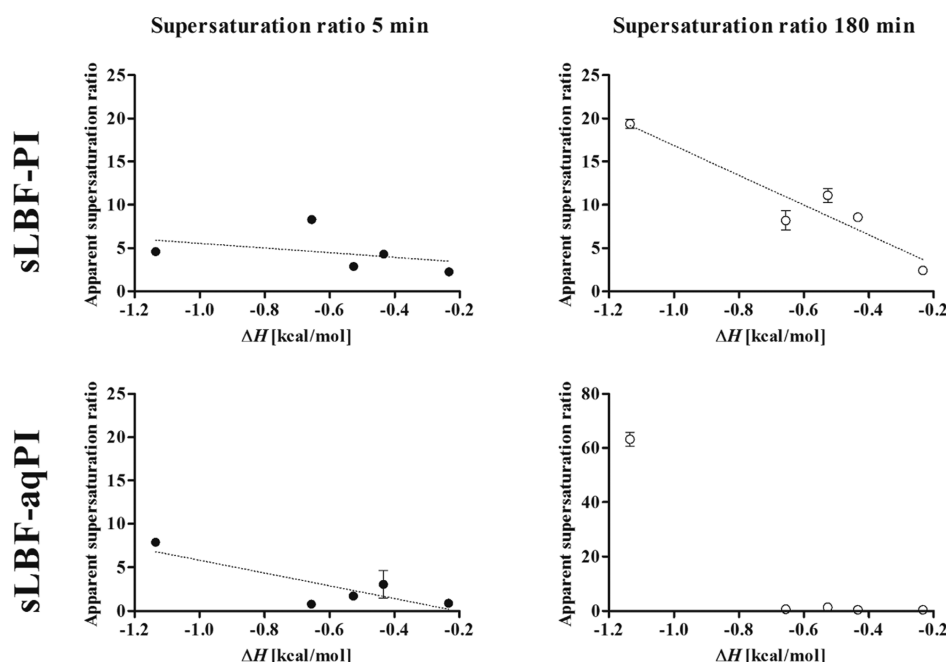 Supersaturation ratio 5 min
Supersaturation ratio 180 min
sLBF-PI
Apparent supersaturation ratio
25
20
15
10
5
0
-1.2 -1.0 -0.8 -0.6 -0.4 -0.2
ΔH [kcal/mol]
Apparent supersaturation ratio
25
20
15
10
5
0
-1.2 -1.0 -0.8 -0.6 -0.4 -0.2
ΔH [kcal/mol]
sLBF-aqPI
Apparent supersaturation ratio
25
20
15
10
5
0
-1.2 -1.0 -0.8 -0.6 -0.4 -0.2
ΔH [kcal/mol]
Apparent supersaturation ratio
80
60
40
20
0
-1.2 -1.0 -0.8 -0.6 -0.4 -0.2
ΔH [kcal/mol]